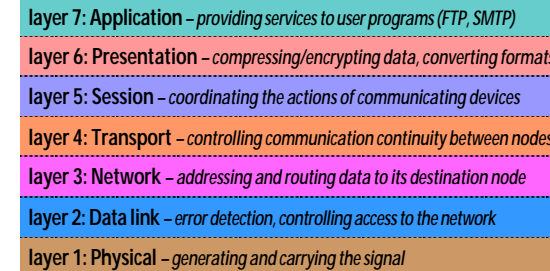 layer 7: Application – providing services to user programs (FTP, SMTP)
layer 6: Presentation – compressing/encrypting data, converting formats
layer 5: Session – coordinating the actions of communicating devices
layer 4: Transport – controlling communication continuity between nodes
layer 3: Network – addressing and routing data to its destination node
layer 2: Data link – error detection, controlling access to the network
layer 1: Physical – generating and carrying the signal